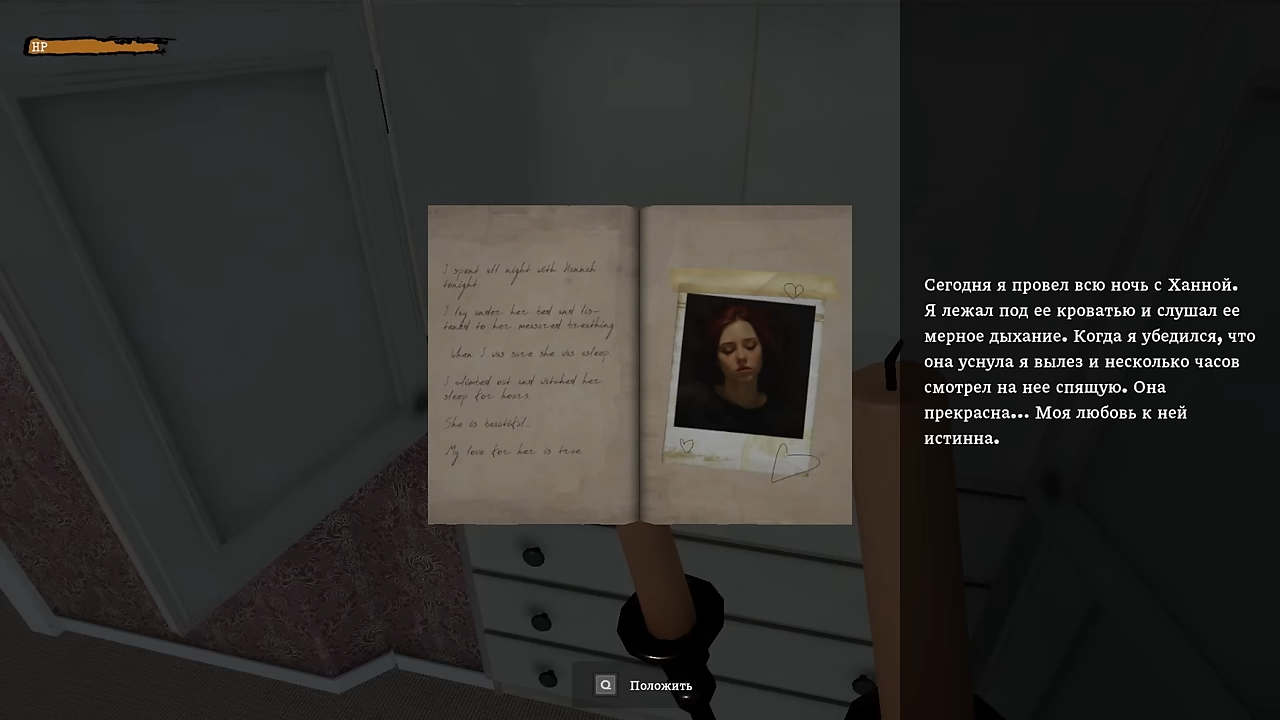 HP
I spent all night with Hannah
tonight.
I lay under her bed and lis-
tened to her measured breathing.
When I was sure she was asleep,
I climbed out and watched her
sleep for hours.
She is beautiful...
My love for her is true
Сегодня я провел всю ночь с Ханной.
Я лежал под ее кроватью и слушал ее
мерное дыхание. Когда я убедился, что
она уснула я вылез и несколько часов
смотрел на нее спящую. Она
прекрасна... Моя любовь к ней
истинна.
Q Положить